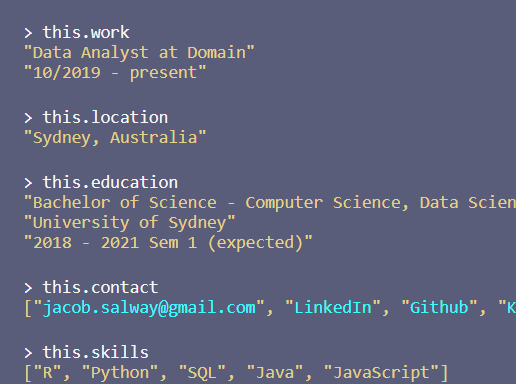 > this.work
"Data Analyst at Domain"
"10/2019 - present"
> this.location
"Sydney, Australia"
> this.education
"Bachelor of Science - Computer Science, Data Scien
"University of Sydney"
"2018 - 2021 Sem 1 (expected)"
> this.contact
["jacob.salway@gmail.com", "LinkedIn", "Github", "K
> this.skills
["R", "Python", "SQL", "Java", "JavaScript"]